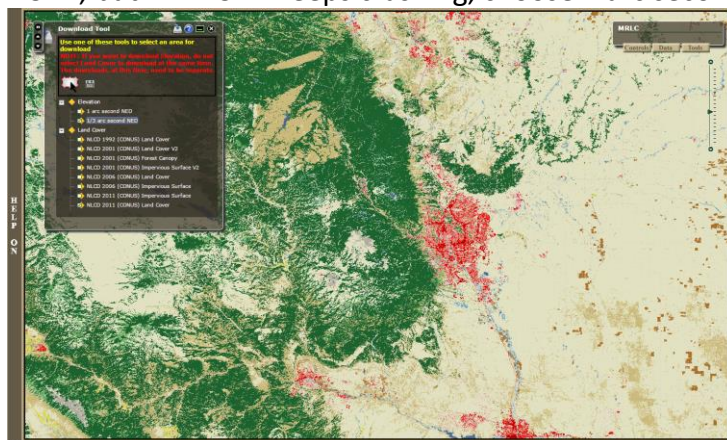 Download Tool
Use one of these tools to select an area for
download
Elevation
1 arc second NED
1/3 arc second NED
Land Cover
NLCD 1992 (CONUS) Land Cover
NLCD 2001 (CONUS) Land Cover V2
NLCD 2001 (CONUS) Forest Canopy
NLCD 2001 (CONUS) Impervious Surface V2
NLCD 2006 (CONUS) Land Cover
NLCD 2006 (CONUS) Impervious Surface
NLCD 2011 (CONUS) Impervious Surface
NLCD 2011 (CONUS) Land Cover
MRLC
Controls Data Tools
HELP ON